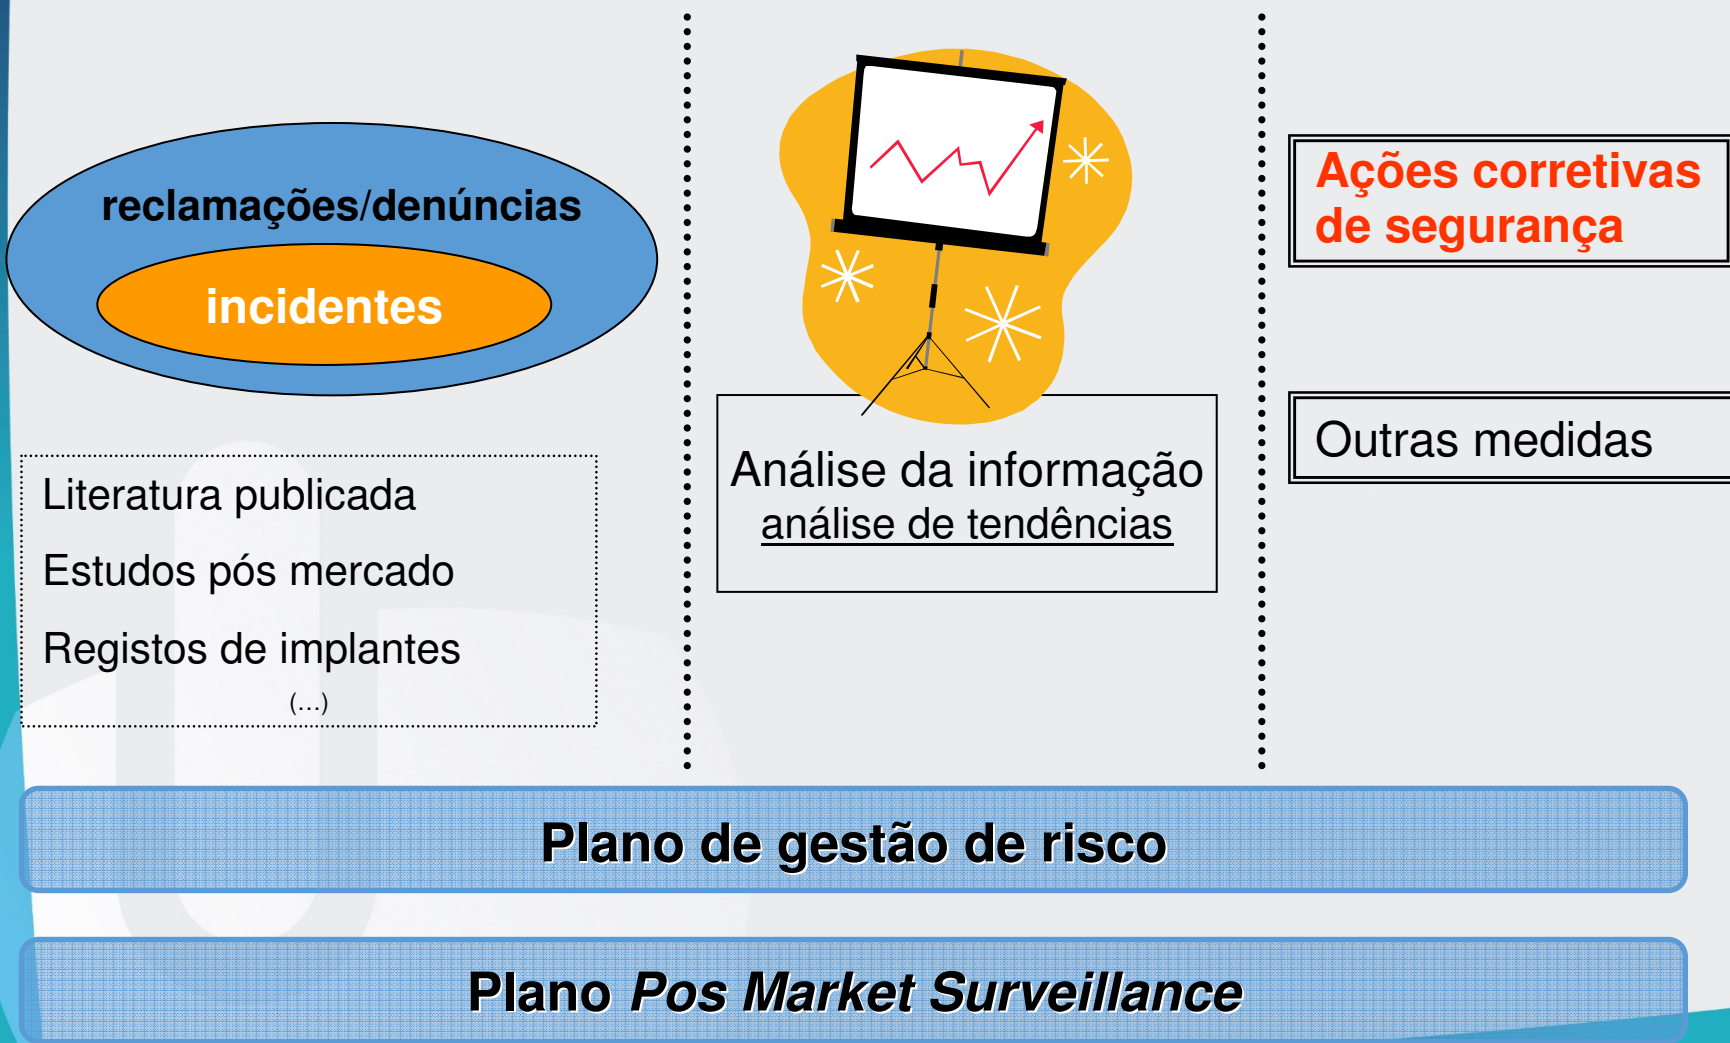 reclamações/denúncias
incidentes
Literatura publicada
Estudos pós mercado
Registos de implantes
(...)
Análise da informação
análise de tendências
Ações corretivas
de segurança
Outras medidas
Plano de gestão de risco
Plano Pos Market Surveillance